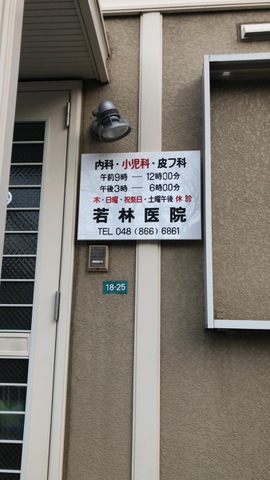 内科・小児科・皮フ科
午前9時 ― 12時00分
午後3時 ― 6時00分
木・日曜・祝祭日・土曜午後 休診
若林医院
TEL 048 (866) 6861
18-25